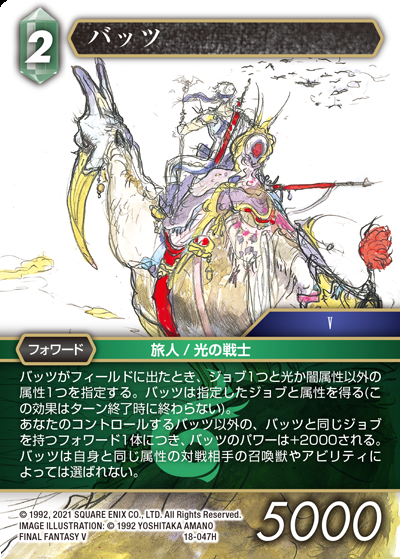 2
バッツ
V
フォワード
旅人 / 光の戦士
バッツがフィールドに出たとき、ジョブ1つと光か闇属性以外の
属性1つを指定する。バッツは指定したジョブと属性を得る(こ
の効果はターン終了時に終わらない)。
あなたのコントロールするバッツ以外の、バッツと同じジョブ
を持つフォワード1体につき、バッツのパワーは+2000される。
バッツは自身と同じ属性の対戦相手の召喚獣やアビリティに
よっては選ばれない。
© 1992, 2021 SQUARE ENIX CO., LTD. All Rights Reserved.
IMAGE ILLUSTRATION: © 1992 YOSHITAKA AMANO
FINAL FANTASY V 18-047H
5000